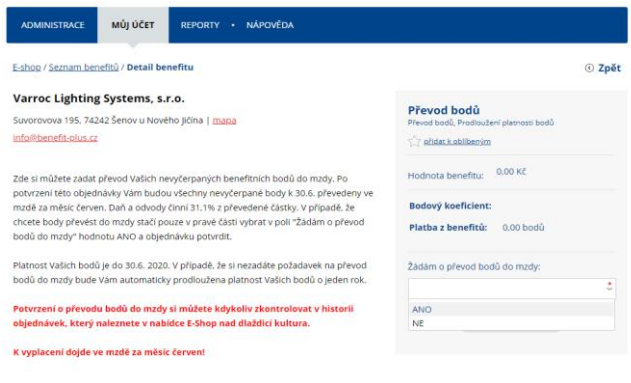 ADMINISTRACE MŮJ ÚČET REPORTY • NÁPOVĚDA
E-shop / Seznam benefitů / Detail benefitu
Zpět
Varroc Lighting Systems, s.r.o.
Suvorovova 195, 74242 Šenov u Nového Jičína | mapa
info@benefit-plus.cz
Zde si můžete zadat převod Vašich nevyčerpaných benefitních bodů do mzdy. Po
potvrzení této objednávky Vám budou všechny nevyčerpané body k 30.6. převedeny ve
mzdě za měsíc červen. Daň a odvody činní 31,1% z převedené částky. V případě, že
chcete body převést do mzdy stačí pouze v pravé části vybrat v poli "Žádám o převod
bodů do mzdy" hodnotu ANO a objednávku potvrdit.
Platnost Vašich bodů je do 30.6. 2020. V případě, že si nezadáte požadavek na převod
bodů do mzdy bude Vám automaticky prodloužena platnost Vašich bodů o jeden rok.
Potvrzení o převodu bodů do mzdy si můžete kdykoliv zkontrolovat v historii
objednávek, který naleznete v nabídce E-Shop nad dlaždicí kultura.
K vyplacení dojde ve mzdě za měsíc červen!
Převod bodů
Převod bodů, Prodloužení platnosti bodů
přidat k oblíbeným
Hodnota benefitu: 0,00 Kč
Bodový koeficient:
Platba z benefitů: 0,00 bodů
Žádám o převod bodů do mzdy:
*
ANO
NE